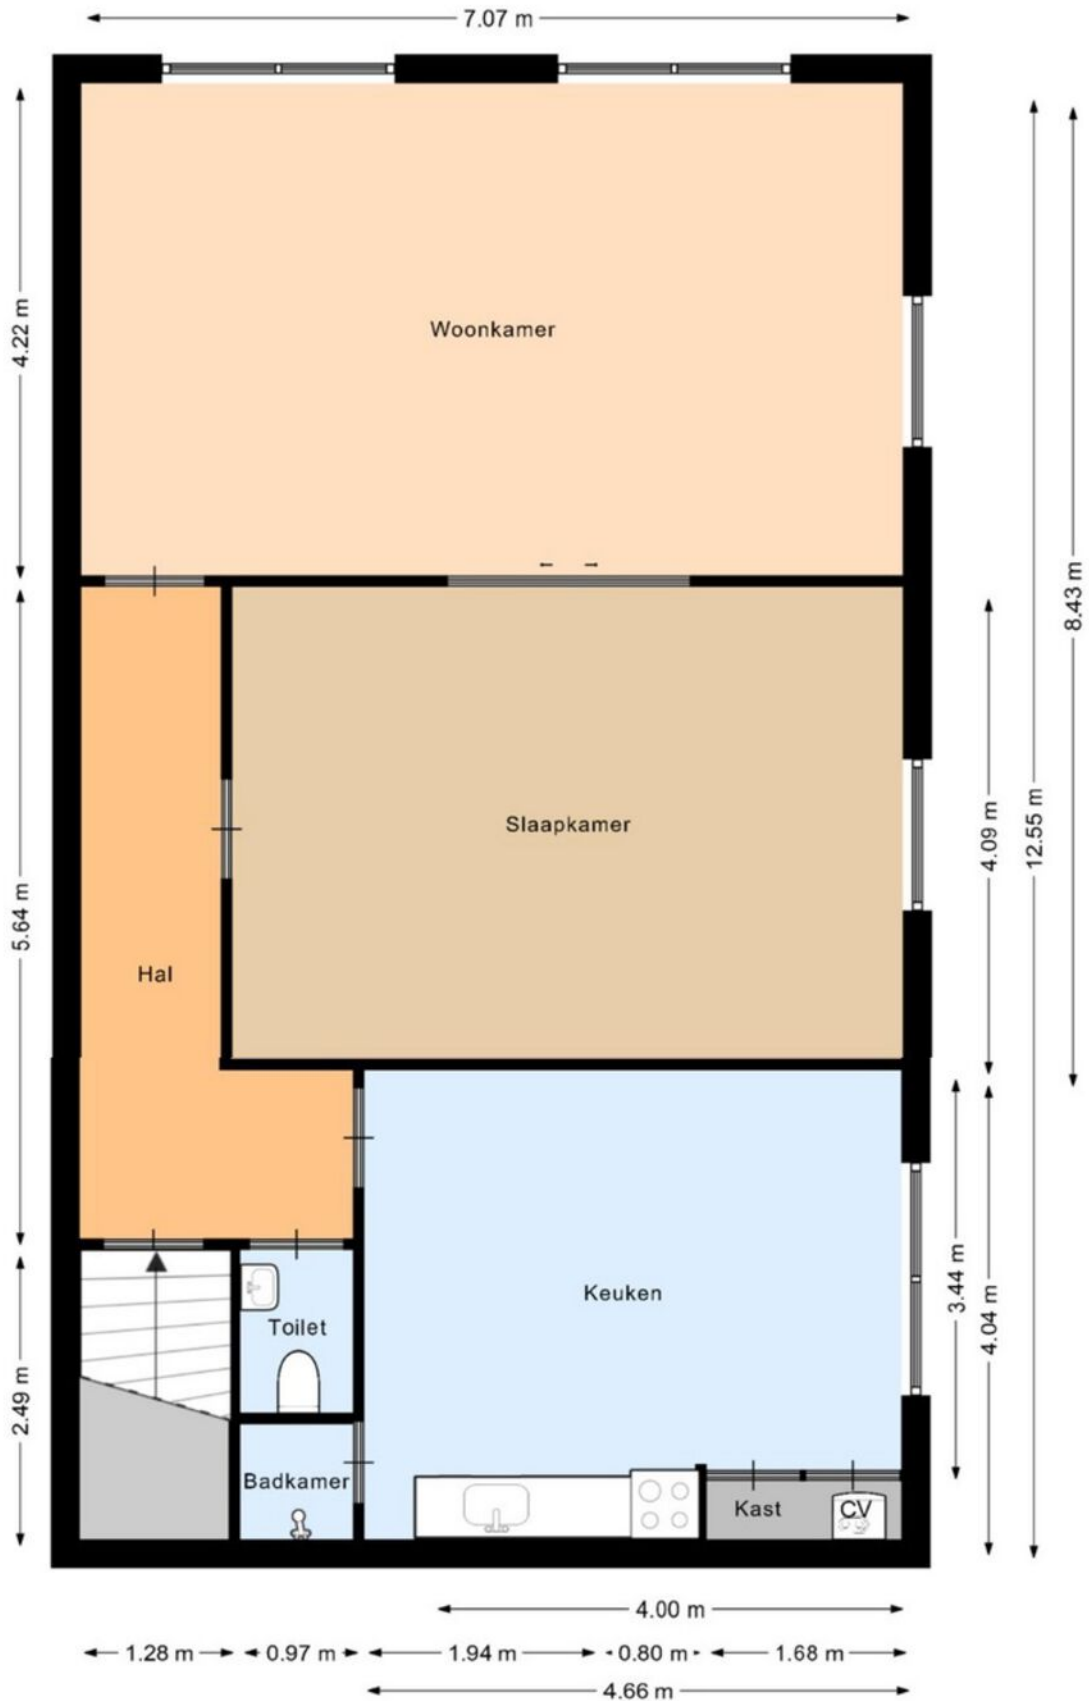 7.07 m
4.22 m
Woonkamer
8.43 m
12.55 m
4.09 m
Slaapkamer
5.64 m
Hal
Keuken
3.44 m
4.04 m
Toilet
2.49 m
Badkamer
Kast
CV
4.00 m
1.28 m
0.97 m
1.94 m
0.80 m
1.68 m
4.66 m